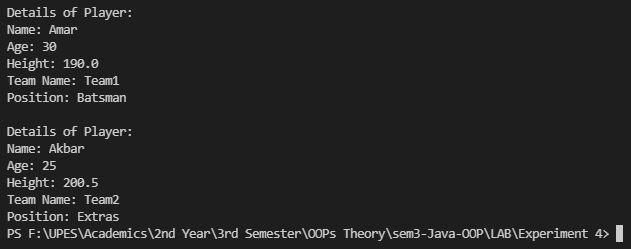 Details of Player:
Name: Amar
Age: 30
Height: 190.0
Team Name: Team1
Position: Batsman

Details of Player:
Name: Akbar
Age: 25
Height: 200.5
Team Name: Team2
Position: Extras
PS F:\UPES\Academics\2nd Year\3rd Semester\OOPs Theory\sem3-Java-OOP\LAB\Experiment 4>